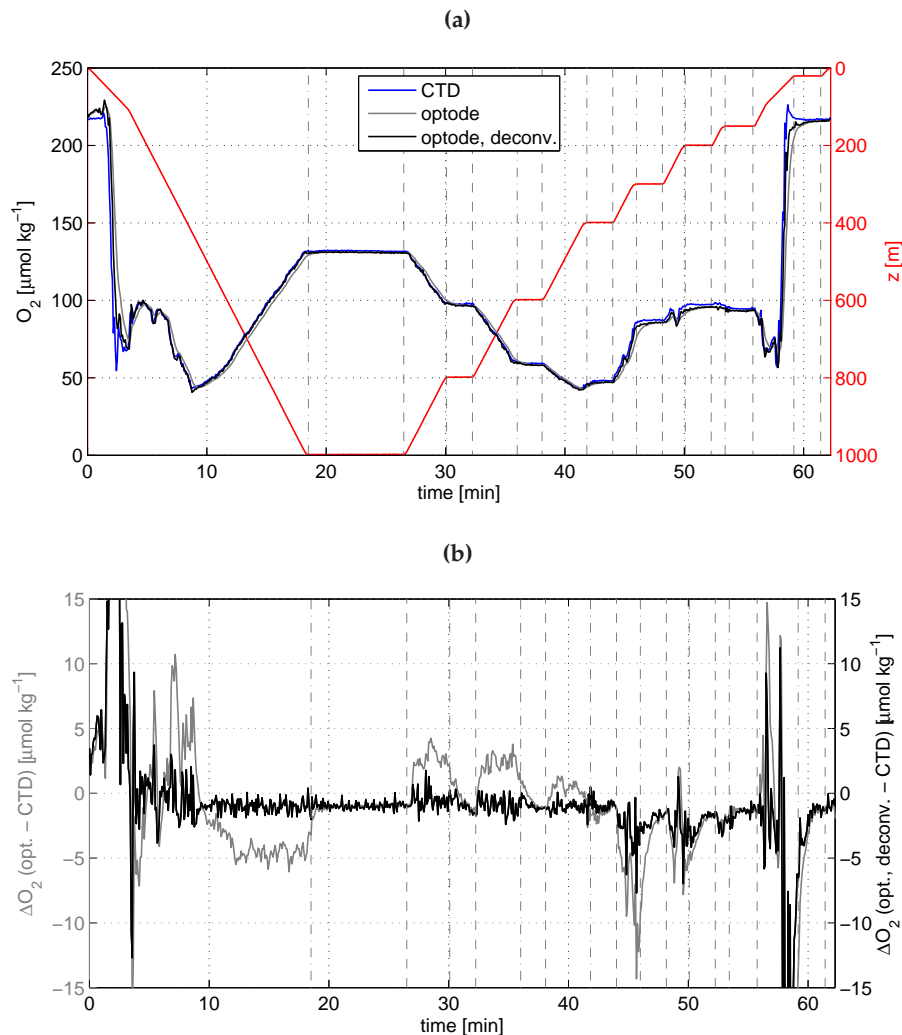 (a)
CTD
optode
optode, deconv.
O2 [µmol kg−1]
250
200
150
100
50
0
z [m]
0
200
400
600
800
1000
0 10 20 30 40 50 60
time [min]
(b)
ΔO2 (opt. − CTD) [µmol kg−1]
15
10
5
0
−5
−10
−15
ΔO2 (opt., deconv. − CTD) [µmol kg−1]
15
10
5
0
−5
−10
−15
0 10 20 30 40 50 60
time [min]